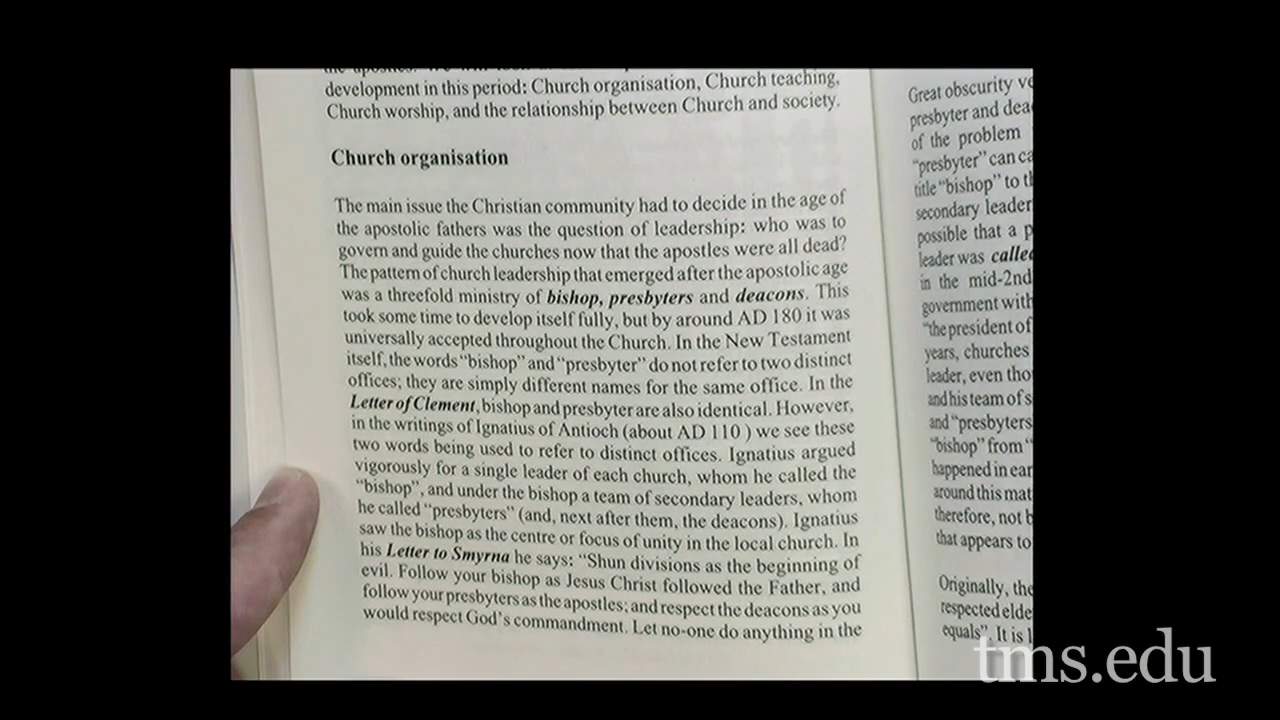 development in this period: Church organisation, Church teaching,
Church worship, and the relationship between Church and society.
Church organisation
The main issue the Christian community had to decide in the age of
the apostolic fathers was the question of leadership: who was to
govern and guide the churches now that the apostles were all dead?
The pattern of church leadership that emerged after the apostolic age
was a threefold ministry of bishop, presbyters and deacons. This
took some time to develop itself fully, but by around AD 180 it was
universally accepted throughout the Church. In the New Testament
itself, the words "bishop" and "presbyter" do not refer to two distinct
offices; they are simply different names for the same office. In the
Letter of Clement, bishop and presbyter are also identical. However,
in the writings of Ignatius of Antioch (about AD 110 ) we see these
two words being used to refer to distinct offices. Ignatius argued
vigorously for a single leader of each church, whom he called the
"bishop", and under the bishop a team of secondary leaders, whom
he called "presbyters" (and, next after them, the deacons). Ignatius
saw the bishop as the centre or focus of unity in the local church. In
his Letter to Smyrna he says: "Shun divisions as the beginning of
evil. Follow your bishop as Jesus Christ followed the Father, and
follow your presbyters as the apostles; and respect the deacons as you
would respect God's commandment. Let no-one do anything in the
Great obscurity
presbyter and
of the problem
"presbyter" can
title "bishop" to
secondary
possible that a
leader was
in the mid-2nd
government with
"the president of
years, churches
leader, even
and his team of
and "presbyters
"bishop" from
happened in
around this
therefore, not
that appears to
Originally,
respected
equals". It is
tms.edu